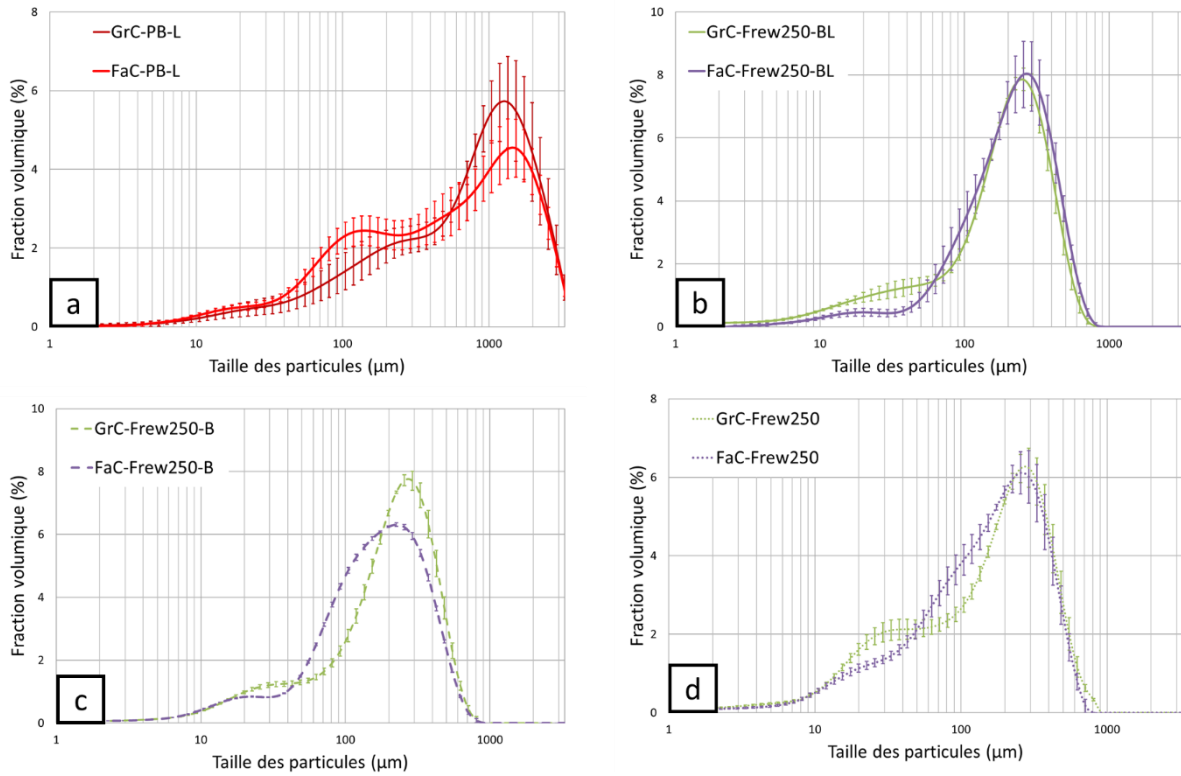 8
6
4
2
0
Fraction volumique (%)
GrC-PB-L
FaC-PB-L
a
1
10
100
1000
Taille des particules (µm)
10
8
6
4
2
0
Fraction volumique (%)
GrC-Frew250-BL
FaC-Frew250-BL
b
1
10
100
1000
Taille des particules (µm)
10
8
6
4
2
0
Fraction volumique (%)
GrC-Frew250-B
FaC-Frew250-B
c
1
10
100
1000
Taille des particules (µm)
8
6
4
2
0
Fraction volumique (%)
GrC-Frew250
FaC-Frew250
d
1
10
100
1000
Taille des particules (µm)